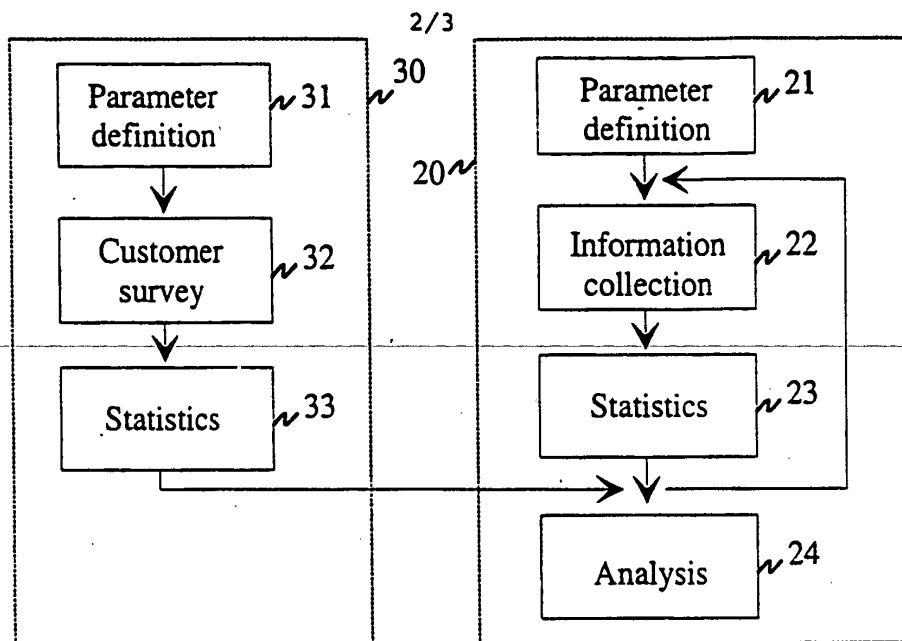 2/3
30
Parameter
definition
31
Customer
survey
32
Statistics
33
20
Parameter
definition
21
Information
collection
22
Statistics
23
Analysis
24